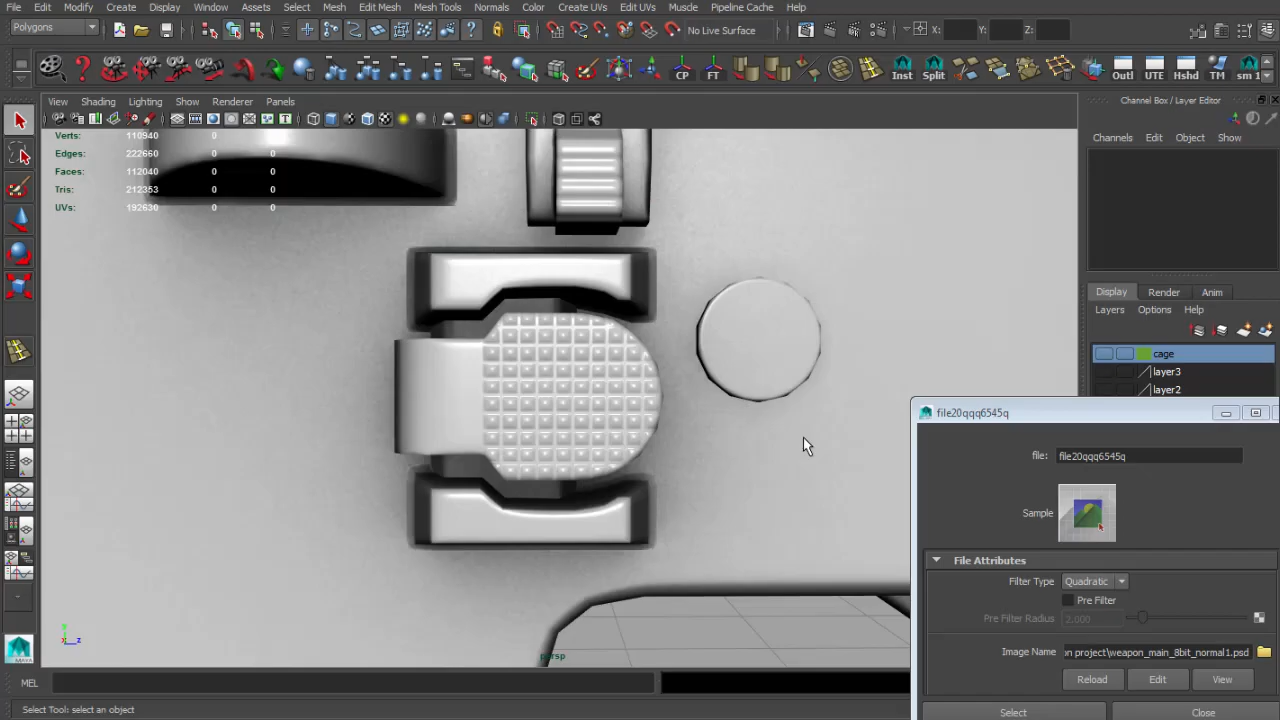 File Edit Modify Create Display Window Assets Select Mesh Edit Mesh Mesh Tools Normals Color Create UVs Edit UVs Muscle Pipeline Cache Help
Polygons No Live Surface X: Y: Z:
CP FT Inst Split Outl UTE Hshd TM sm 1
View Shading Lighting Show Renderer Panels
Channel Box / Layer Editor
Channels Edit Object Show
Verts: 110940 0 0
Edges: 222660 0 0
Faces: 112040 0 0
Tris: 212353 0 0
UVs: 192630 0 0
Display Render Anim
Layers Options Help
cage
layer3
layer2
file20qqq6545q
file: file20qqq6545q
Sample
File Attributes
Filter Type Quadratic
Pre Filter
Pre Filter Radius 2.000
Image Name on project\weapon_main_8bit_normal1.psd
Reload Edit View
Select Close
y
z
persp
MAYA
MEL
Select Tool: select an object